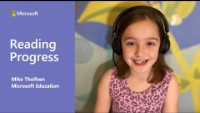 Microsoft
Reading
Progress
Mike Tholfsen
Microsoft Education